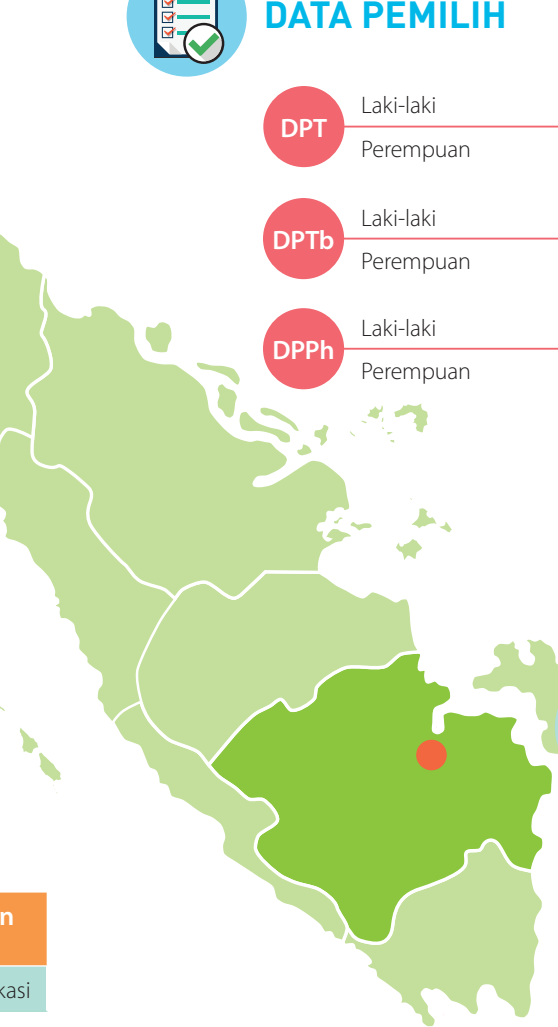 DATA PEMILIH
DPT
Laki-laki
Perempuan
DPTb
Laki-laki
Perempuan
DPPh
Laki-laki
Perempuan
n
kasi